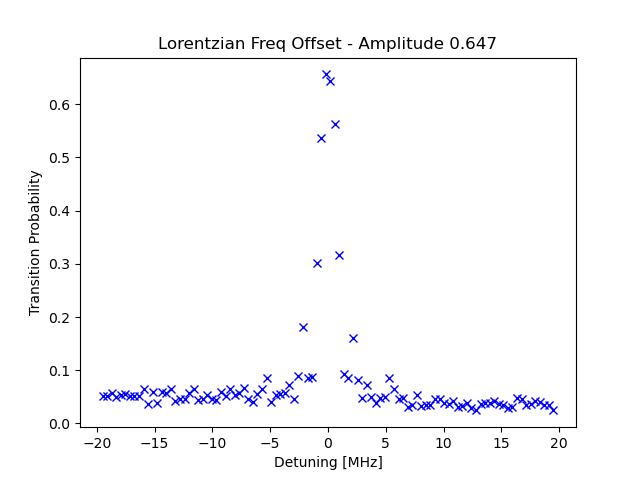 Lorentzian Freq Offset - Amplitude 0.647
Transition Probability
0.6
0.5
0.4
0.3
0.2
0.1
0.0
−20 −15 −10 −5 0 5 10 15 20
Detuning [MHz]